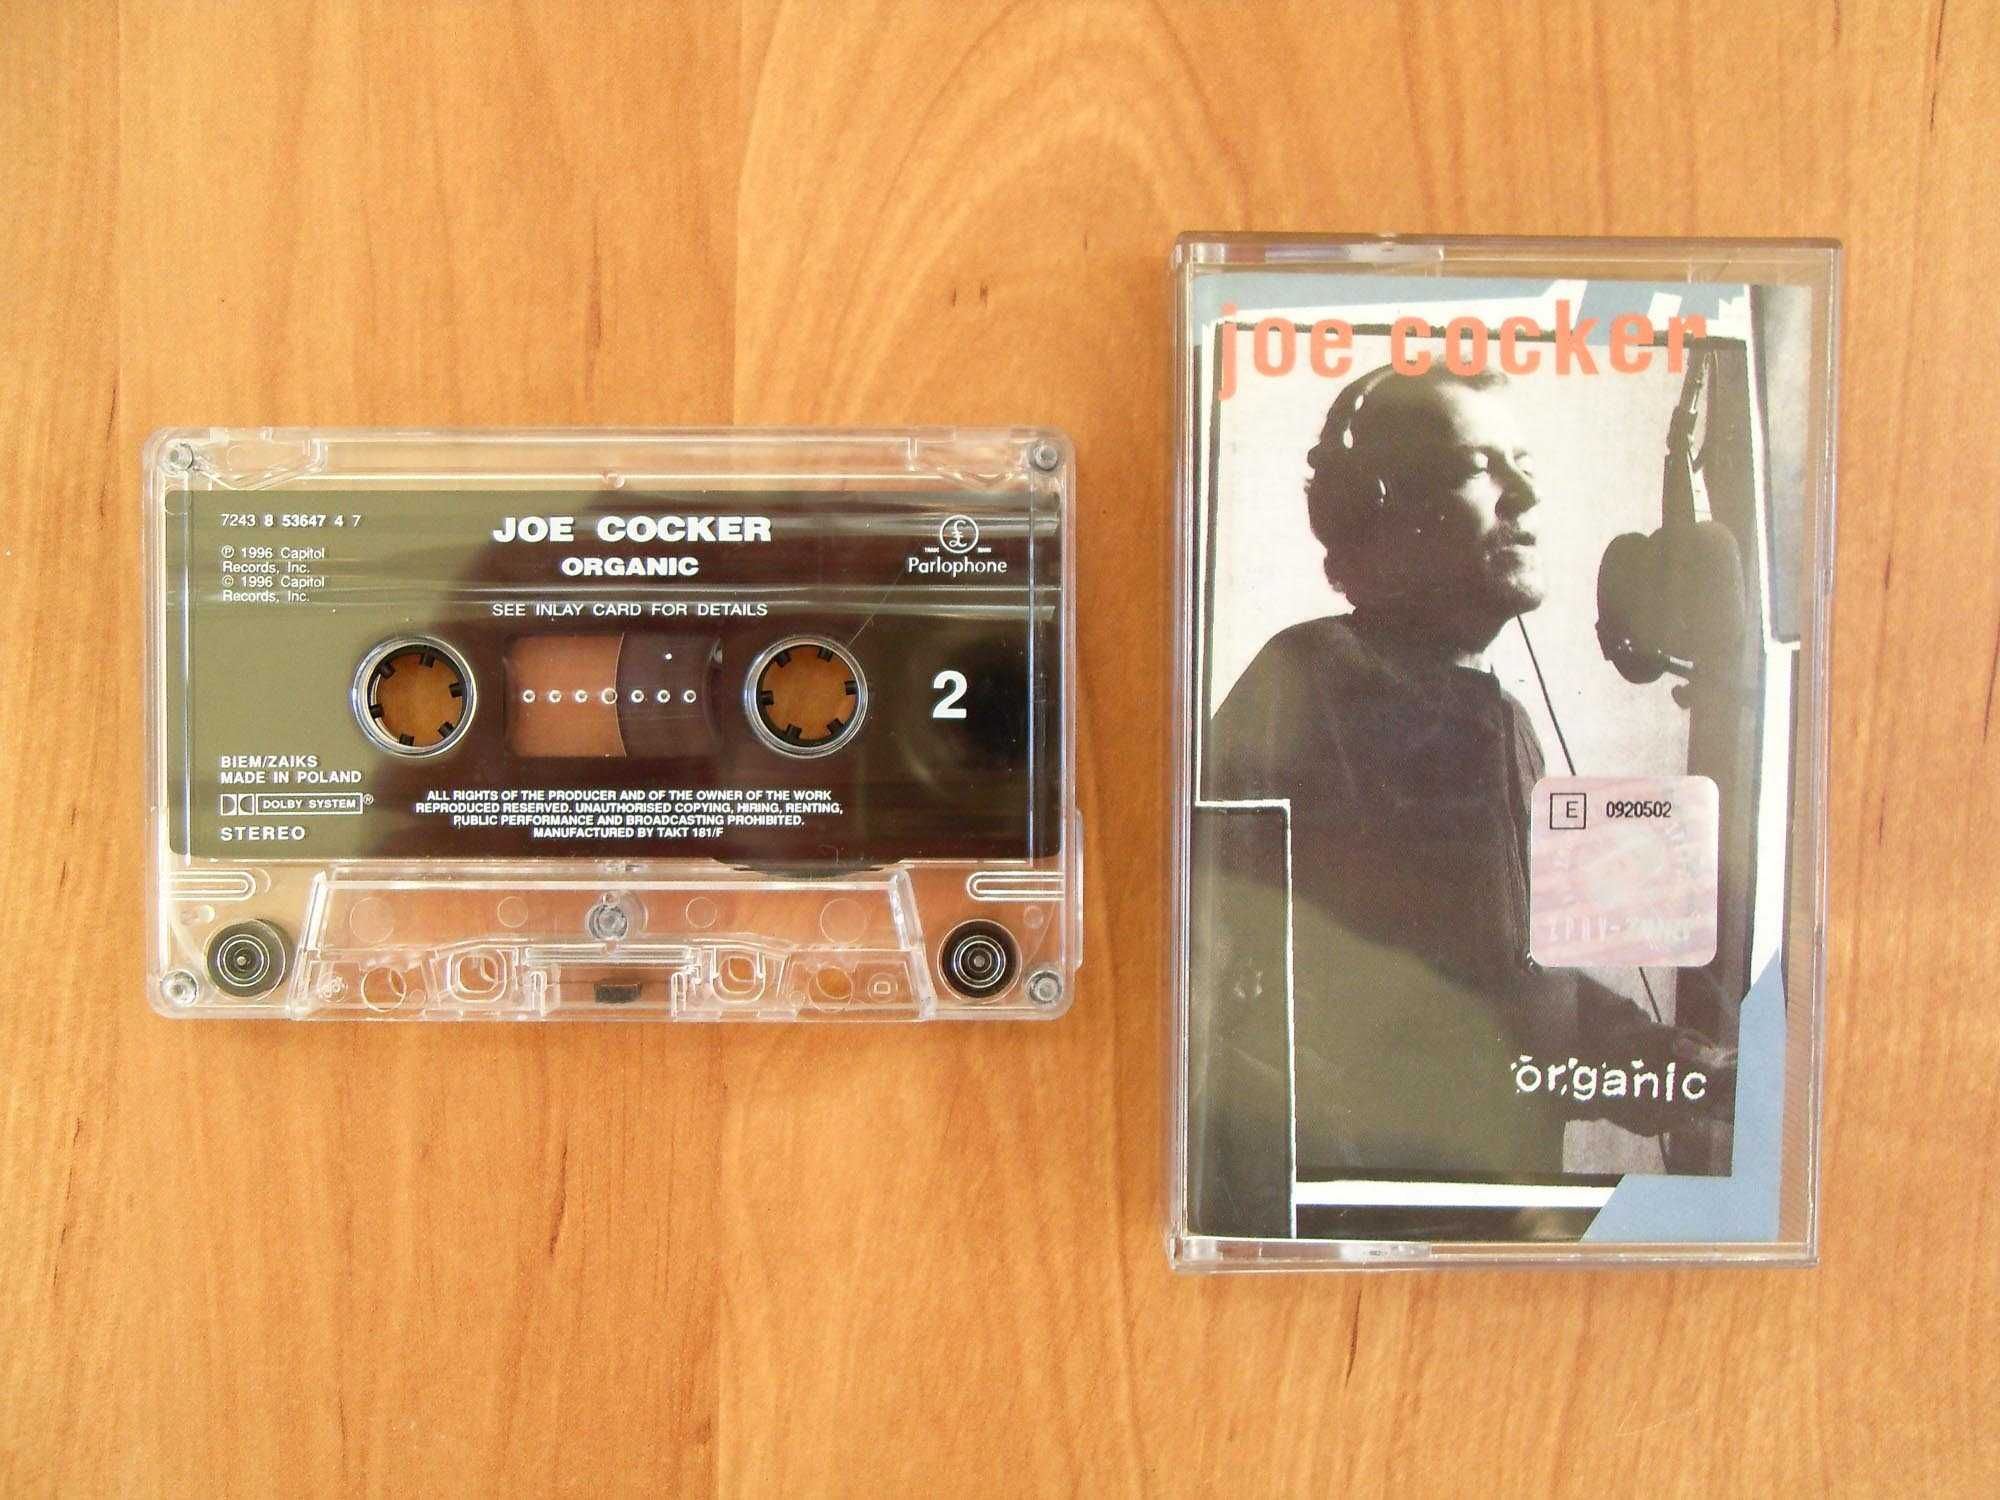 7243 8 53647 4 7
℗ 1996 Capitol
Records, Inc.
© 1996 Capitol
Records, Inc.
JOE COCKER
ORGANIC
SEE INLAY CARD FOR DETAILS
TRADE MARK
Parlophone
2
BIEM/ZAIKS
MADE IN POLAND
DOLBY SYSTEM®
STEREO
ALL RIGHTS OF THE PRODUCER AND OF THE OWNER OF THE WORK
REPRODUCED RESERVED. UNAUTHORISED COPYING, HIRING, RENTING,
PUBLIC PERFORMANCE AND BROADCASTING PROHIBITED.
MANUFACTURED BY TAKT 181/F
joe cocker
E 0920502
organic